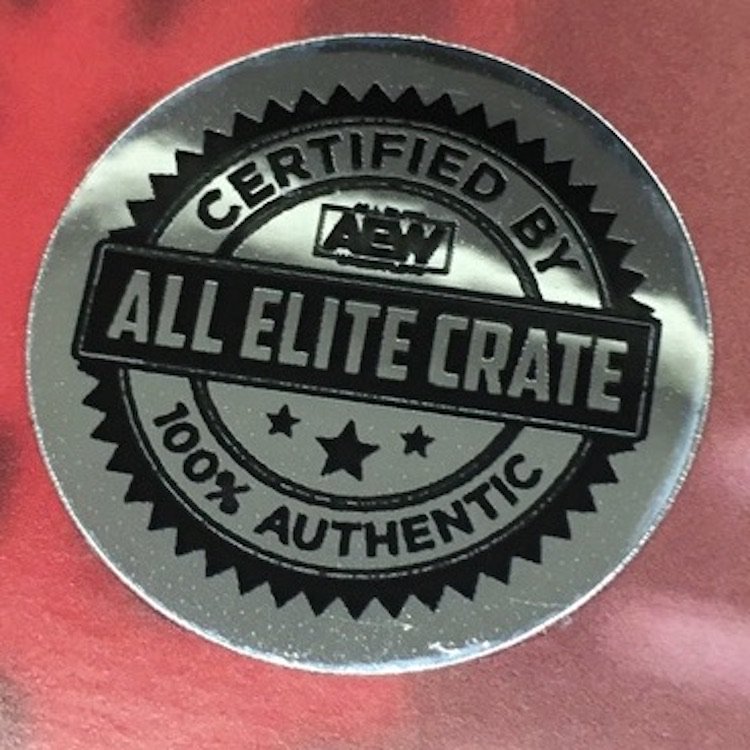 CERTIFIED BY
AEW
ALL ELITE CRATE
100% AUTHENTIC